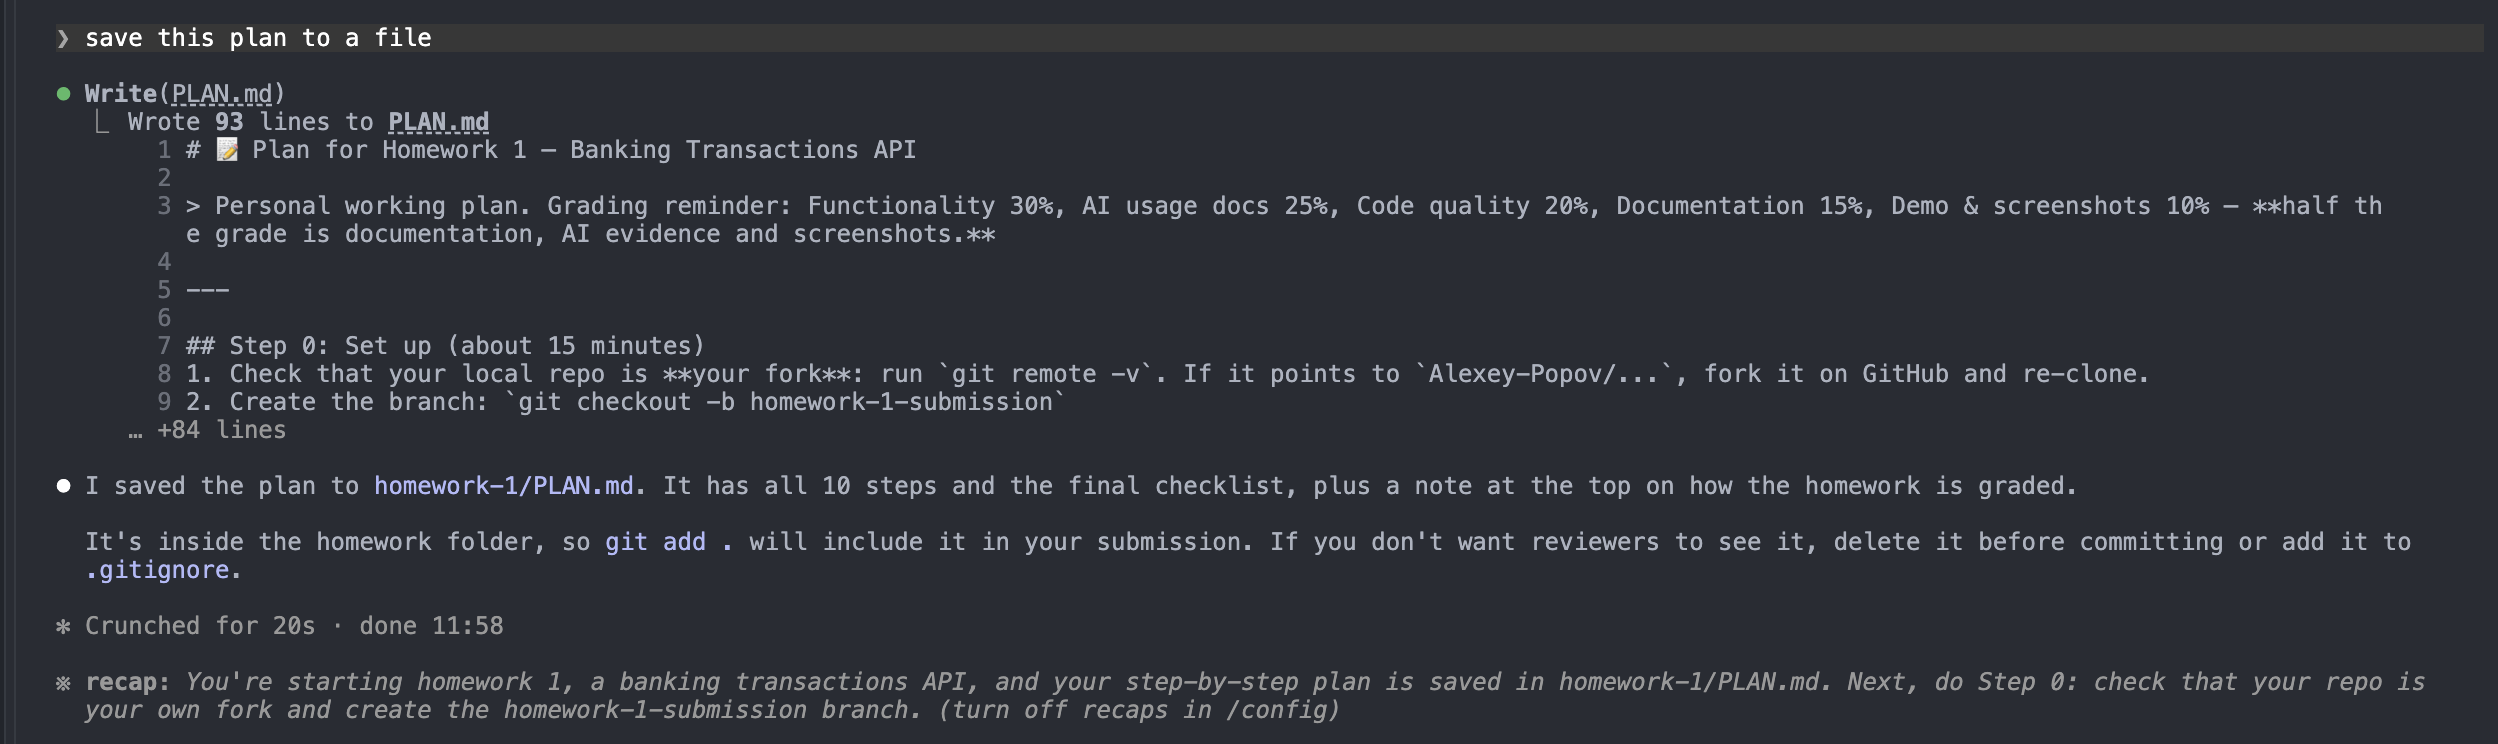 ❯ save this plan to a file
● Write(PLAN.md)
⎿ Wrote 93 lines to PLAN.md
1 # 📝 Plan for Homework 1 — Banking Transactions API
2
3 > Personal working plan. Grading reminder: Functionality 30%, AI usage docs 25%, Code quality 20%, Documentation 15%, Demo & screenshots 10% — **half th
e grade is documentation, AI evidence and screenshots.**
4
5 ---
6
7 ## Step 0: Set up (about 15 minutes)
8 1. Check that your local repo is **your fork**: run `git remote -v`. If it points to `Alexey-Popov/...`, fork it on GitHub and re-clone.
9 2. Create the branch: `git checkout -b homework-1-submission`
… +84 lines
● I saved the plan to homework-1/PLAN.md. It has all 10 steps and the final checklist, plus a note at the top on how the homework is graded.
It's inside the homework folder, so git add . will include it in your submission. If you don't want reviewers to see it, delete it before committing or add it to
.gitignore.
✻ Crunched for 20s · done 11:58
※ recap: You're starting homework 1, a banking transactions API, and your step-by-step plan is saved in homework-1/PLAN.md. Next, do Step 0: check that your repo is
your own fork and create the homework-1-submission branch. (turn off recaps in /config)